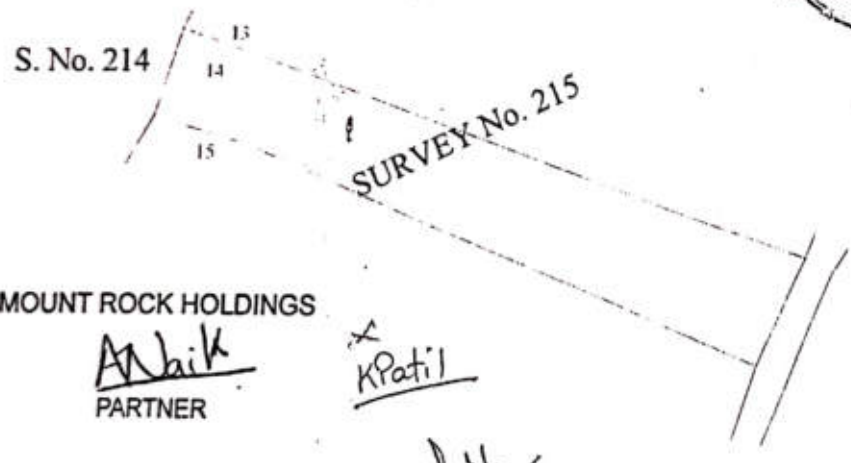 13
S. No. 214
14
SURVEY No. 215
15
MOUNT ROCK HOLDINGS
ANaik
PARTNER
KPatil